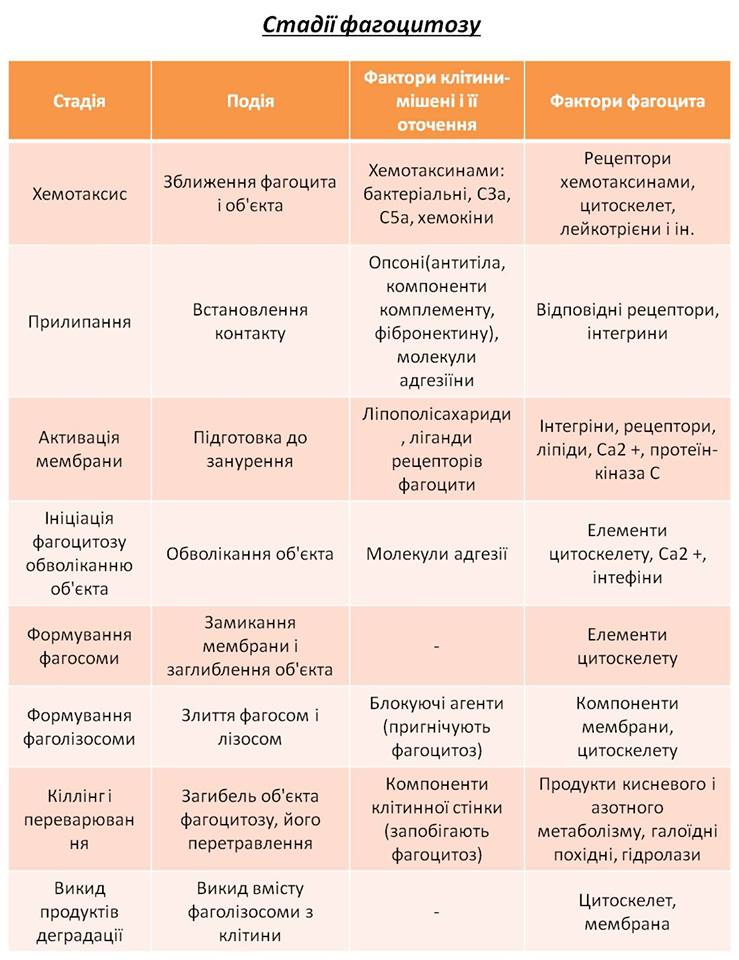 Стадії фагоцитозу
Стадія
Подія
Фактори клітини-
мішені і її
оточення
Фактори фагоцита
Хемотаксис
Зближення фагоцита
і об'єкта
Хемотаксинами:
бактеріальні, С3а,
С5а, хемокіни
Рецептори
хемотаксинами,
цитоскелет,
лейкотрієни і ін.
Прилипання
Встановлення
контакту
Опсоні(антитіла,
компоненти
комплементу,
фібронектину),
молекули
адгезіїни
Відповідні рецептори,
інтегрини
Активація
мембрани
Підготовка до
занурення
Ліпополісахариди
, ліганди
рецепторів
фагоцити
Інтегріни, рецептори,
ліпіди, Са2 +, протеїн-
кіназа С
Ініціація
фагоцитозу
обволіканню
об'єкта
Обволікання об'єкта
Молекули адгезії
Елементи
цитоскелету, Са2 +,
інтефіни
Формування
фагосоми
Замикання
мембрани і
заглиблення об'єкта
-
Елементи
цитоскелету
Формування
фаголізосоми
Злиття фагосом і
лізосом
Блокуючі агенти
(пригнічують
фагоцитоз)
Компоненти
мембрани,
цитоскелету
Кіллінг і
переварюван
ня
Загибель об'єкта
фагоцитозу, його
перетравлення
Компоненти
клітинної стінки
(запобігають
фагоцитоз)
Продукти кисневого і
азотного
метаболізму, галоїдні
похідні, гідролази
Викид
продуктів
деградації
Викид вмісту
фаголізосоми з
клітини
-
Цитоскелет,
мембрана